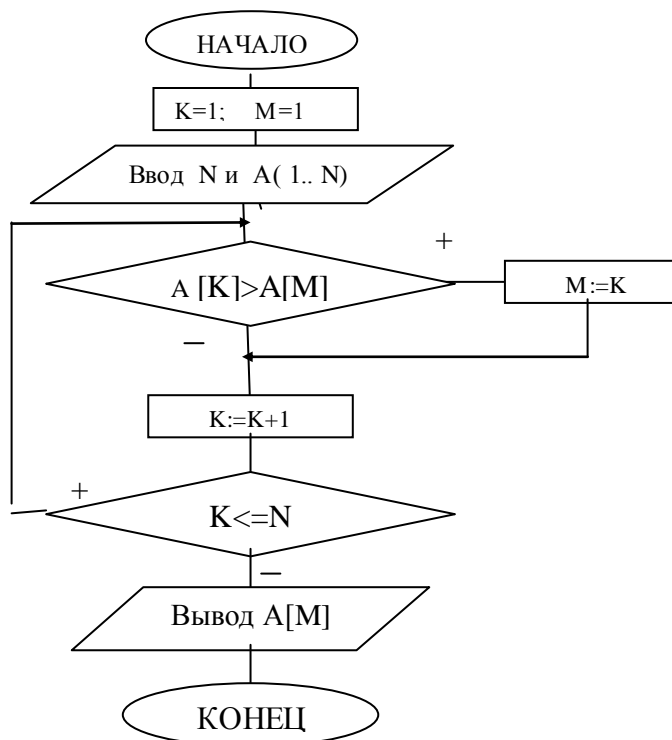 НАЧАЛО
K=1; M=1
Ввод N и A( 1.. N)
+
A [K]>A[M]
M:=K
–
K:=K+1
+
K<=N
–
Вывод A[M]
КОНЕЦ